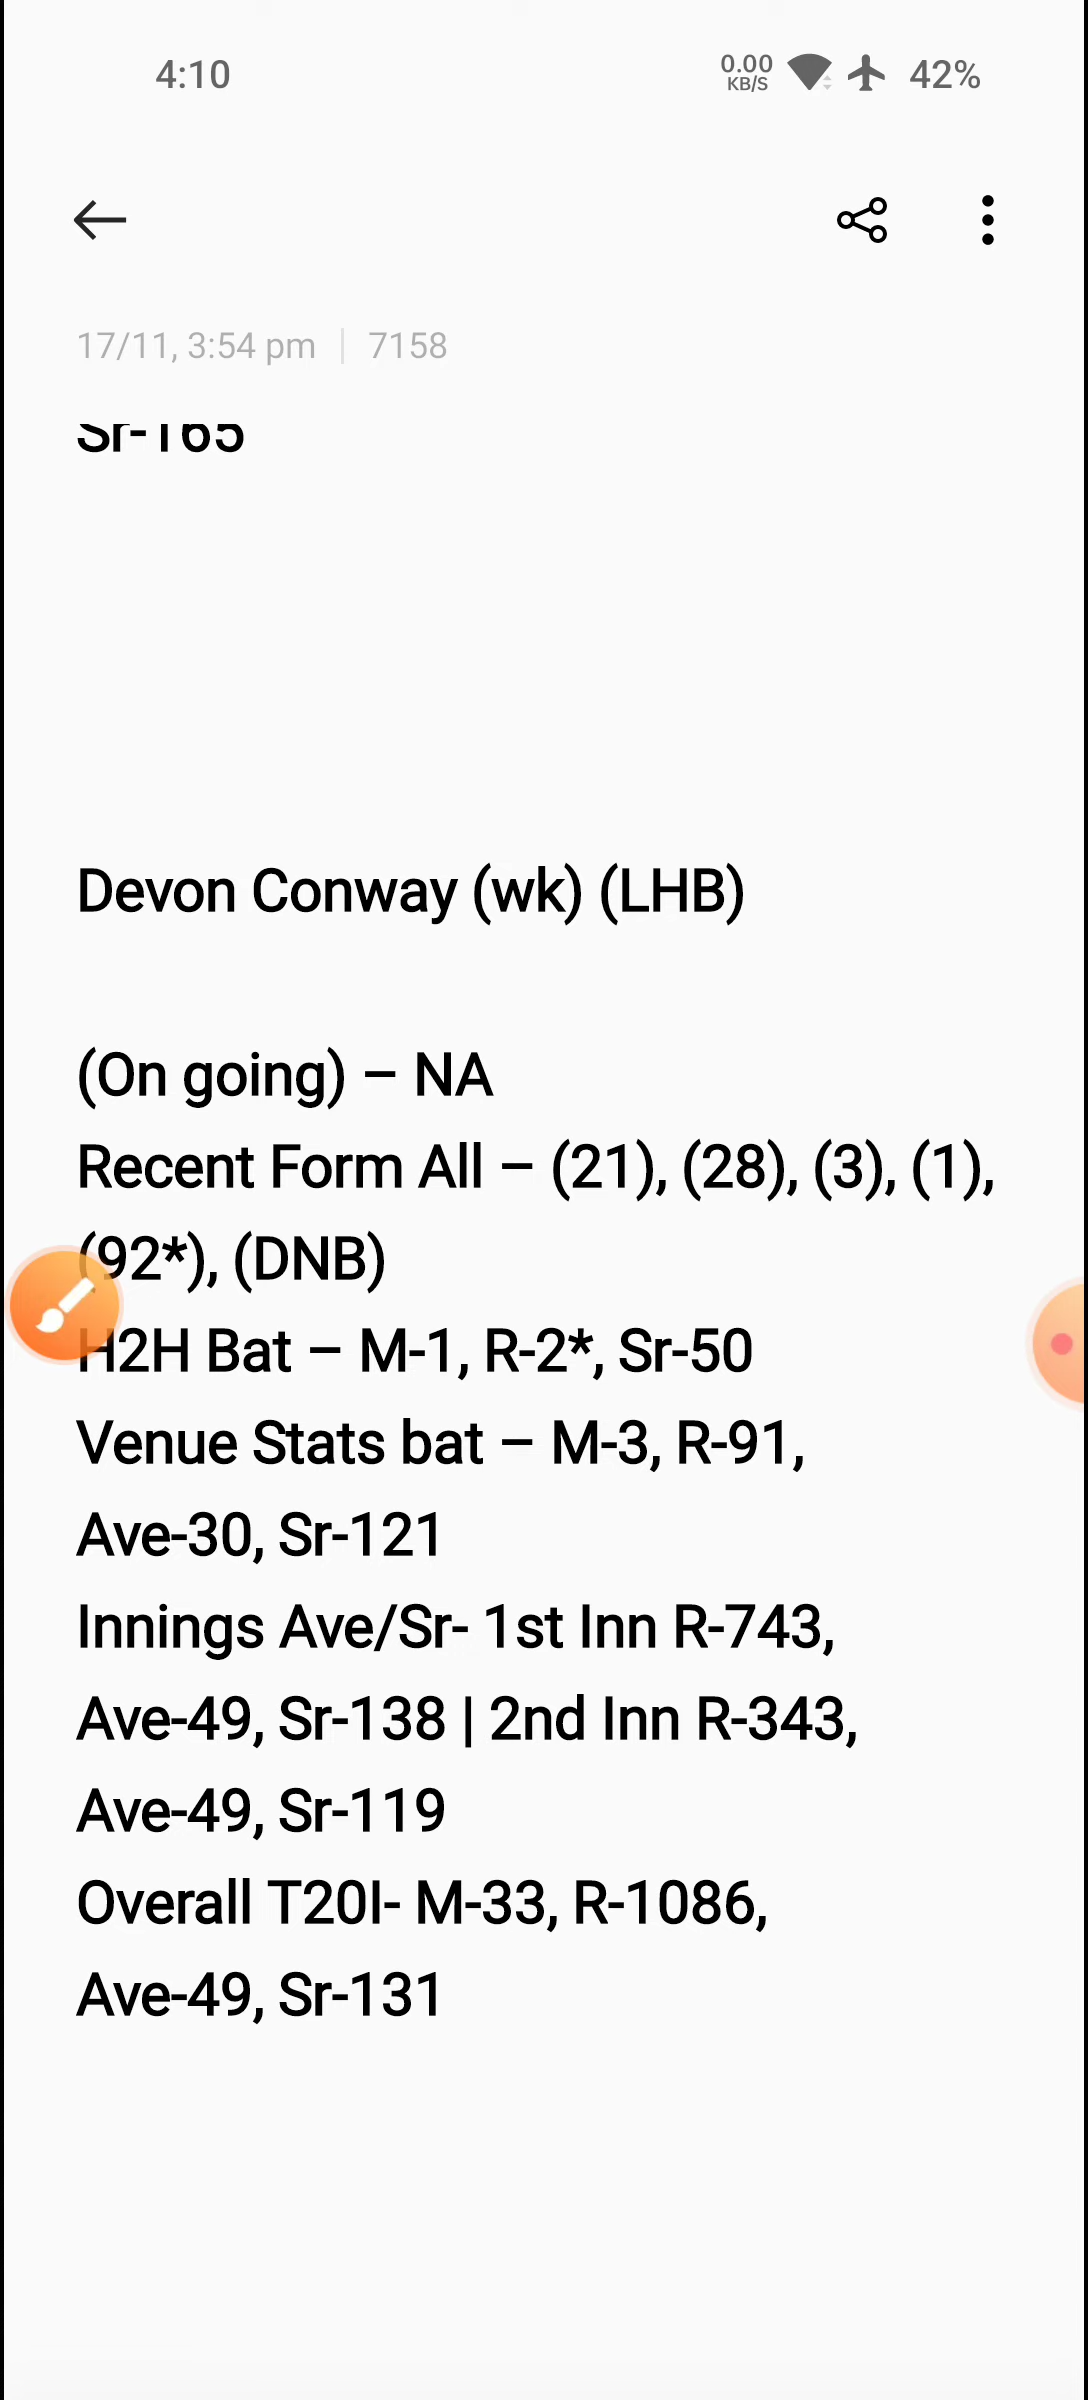 4:10
0.00
KB/S
42%
17/11, 3:54 pm | 7158
Sr-165
Devon Conway (wk) (LHB)
(On going) – NA
Recent Form All – (21), (28), (3), (1),
(92*), (DNB)
H2H Bat – M-1, R-2*, Sr-50
Venue Stats bat – M-3, R-91,
Ave-30, Sr-121
Innings Ave/Sr- 1st Inn R-743,
Ave-49, Sr-138 | 2nd Inn R-343,
Ave-49, Sr-119
Overall T20I- M-33, R-1086,
Ave-49, Sr-131